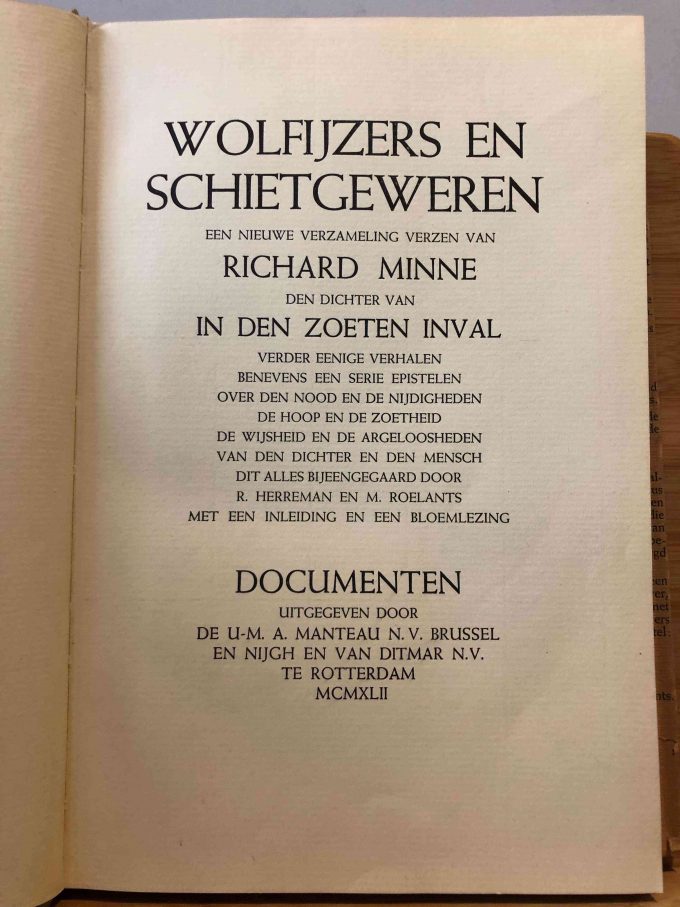 WOLFIJZERS EN
SCHIETGEWEREN
EEN NIEUWE VERZAMELING VERZEN VAN
RICHARD MINNE
DEN DICHTER VAN
IN DEN ZOETEN INVAL
VERDER EENIGE VERHALEN
BENEVENS EEN SERIE EPISTELEN
OVER DEN NOOD EN DE NIJDIGHEDEN
DE HOOP EN DE ZOETHEID
DE WIJSHEID EN DE ARGELOOSHEDEN
VAN DEN DICHTER EN DEN MENSCH
DIT ALLES BIJEENGEGAARD DOOR
R. HERREMAN EN M. ROELANTS
MET EEN INLEIDING EN EEN BLOEMLEZING
DOCUMENTEN
UITGEGEVEN DOOR
DE U-M. A. MANTEAU N.V. BRUSSEL
EN NIJGH EN VAN DITMAR N.V.
TE ROTTERDAM
MCMXLII